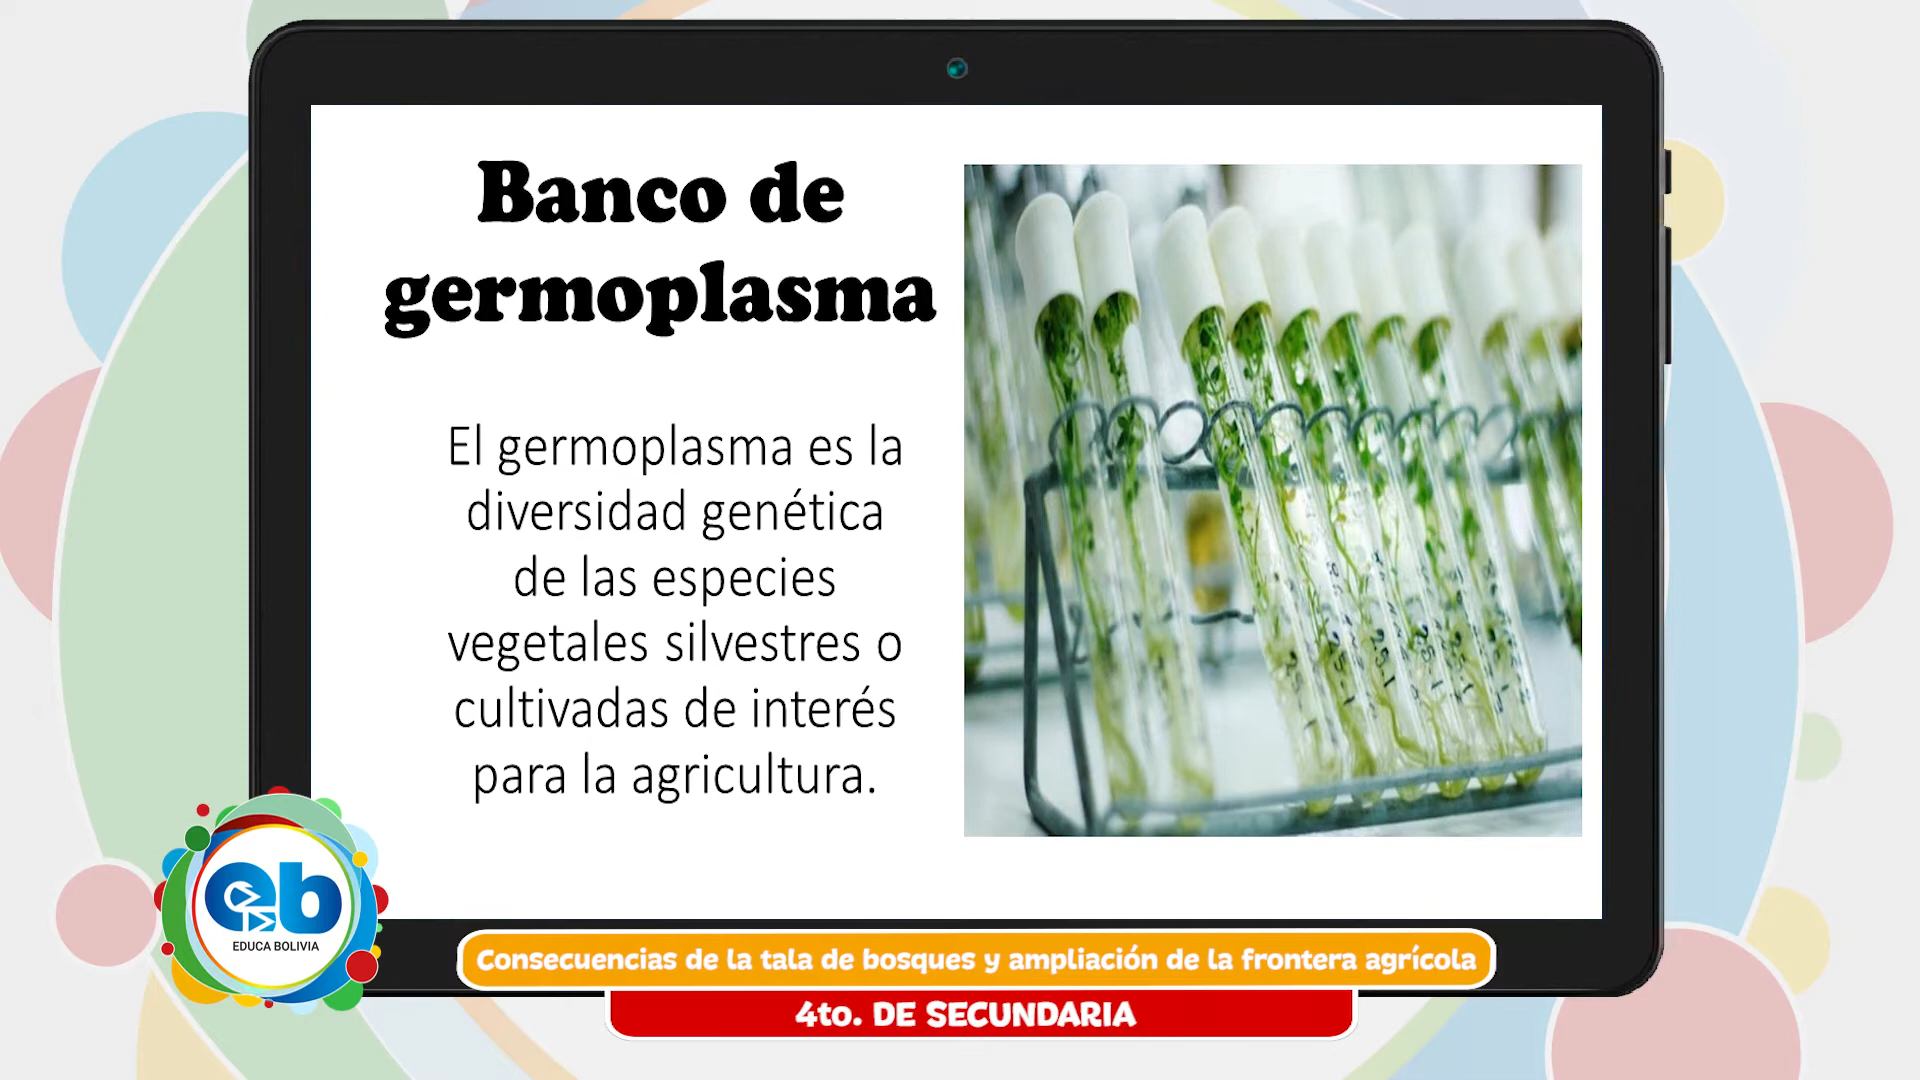 Banco de
germoplasma
El germoplasma es la
diversidad genética
de las especies
vegetales silvestres o
cultivadas de interés
para la agricultura.
eb
EDUCA BOLIVIA
Consecuencias de la tala de bosques y ampliación de la frontera agrícola
4to. DE SECUNDARIA